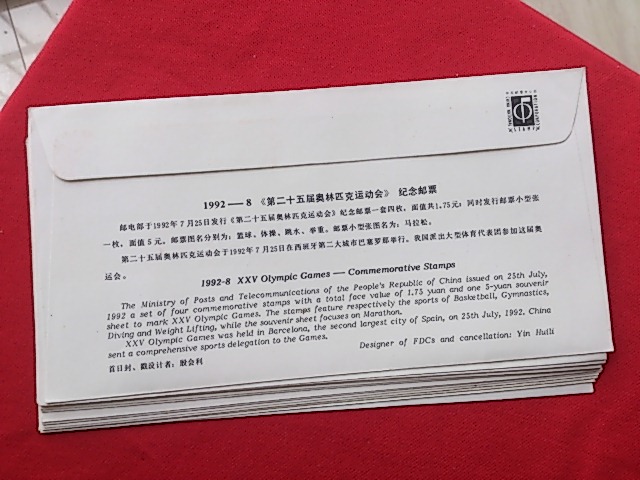 1992—8 《第二十五届奥林匹克运动会》 纪念邮票
邮电部于1992年7月25日发行《第二十五届奥林匹克运动会》纪念邮票一套四枚，面值共1.75元；同时发行邮票小型张
一枚，面值5元。邮票图名分别为：篮球、体操、跳水、举重。邮票小型张图名为：马拉松。
第二十五届奥林匹克运动会于1992年7月25日在西班牙第二大城市巴塞罗那举行。我国派出大型体育代表团参加这届奥
运会。
1992-8 XXV Olympic Games — Commemorative Stamps
The Ministry of Posts and Telecommunications of the People's Republic of China issued on 25th July,
1992 a set of four commemorative stamps with a total face value of 1.75 yuan and one 5-yuan souvenir
sheet to mark XXV Olympic Games. The stamps feature respectively the sports of Basketball, Gymnastics,
Diving and Weight Lifting, while the souvenir sheet focuses on Marathon.
XXV Olympic Games was held in Barcelona, the second largest city of Spain, on 25th July, 1992. China
sent a comprehensive sports delegation to the Games.
Designer of FDCs and cancellation: Yin Huili
首日封、戳设计者：殷会利